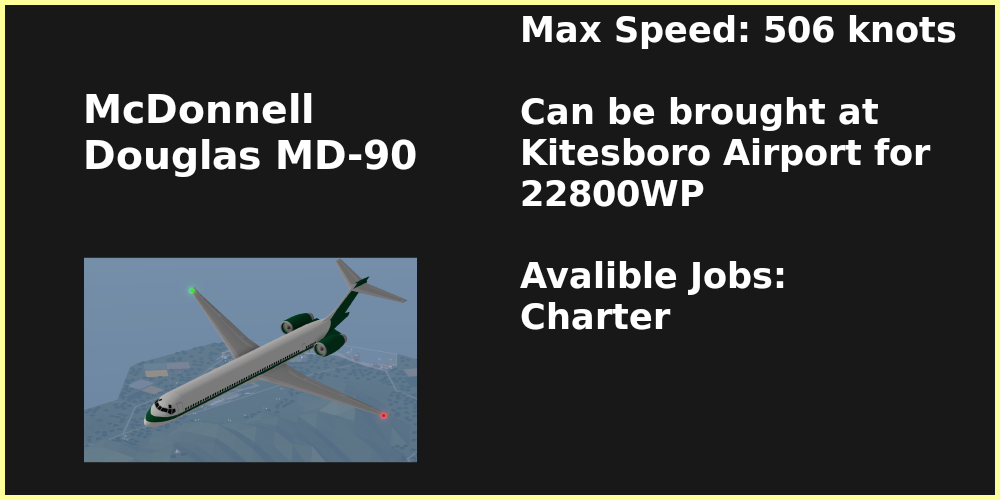 McDonnell
Douglas MD-90
Max Speed: 506 knots
Can be brought at
Kitesboro Airport for
22800WP
Avalible Jobs:
Charter